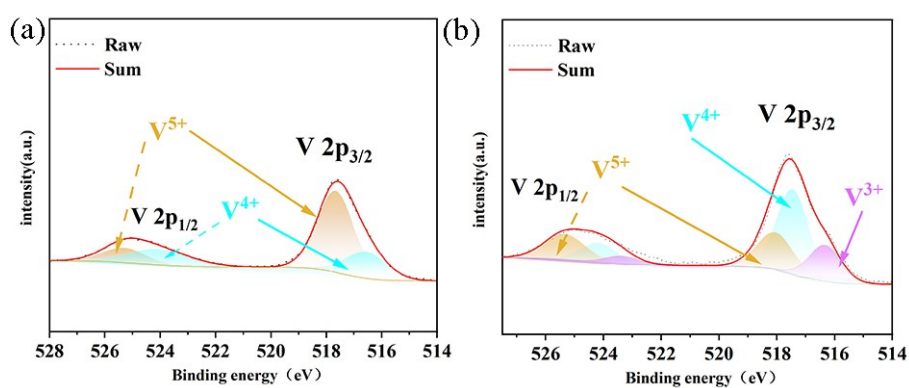 (a)
Raw
Sum
V⁵⁺
V 2p₃/₂
V 2p₁/₂
V⁴⁺
intensity(a.u.)
528 526 524 522 520 518 516 514
Binding energy（eV）
(b)
Raw
Sum
V⁴⁺
V 2p₃/₂
V⁵⁺
V 2p₁/₂
V³⁺
intensity(a.u.)
526 524 522 520 518 516 514
Binding energy（eV）